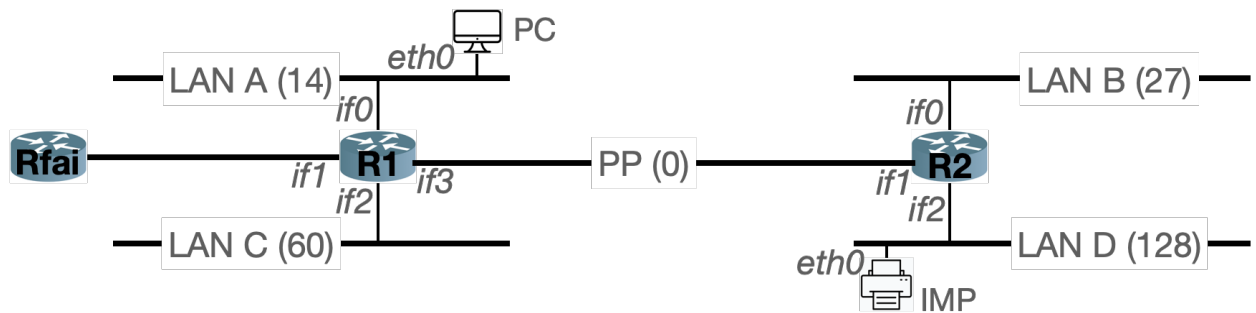 PC
eth0
LAN A (14)
LAN B (27)
if0
if0
Rfai
R1
PP (0)
R2
if1
if3
if1
if2
if2
LAN C (60)
LAN D (128)
eth0
IMP